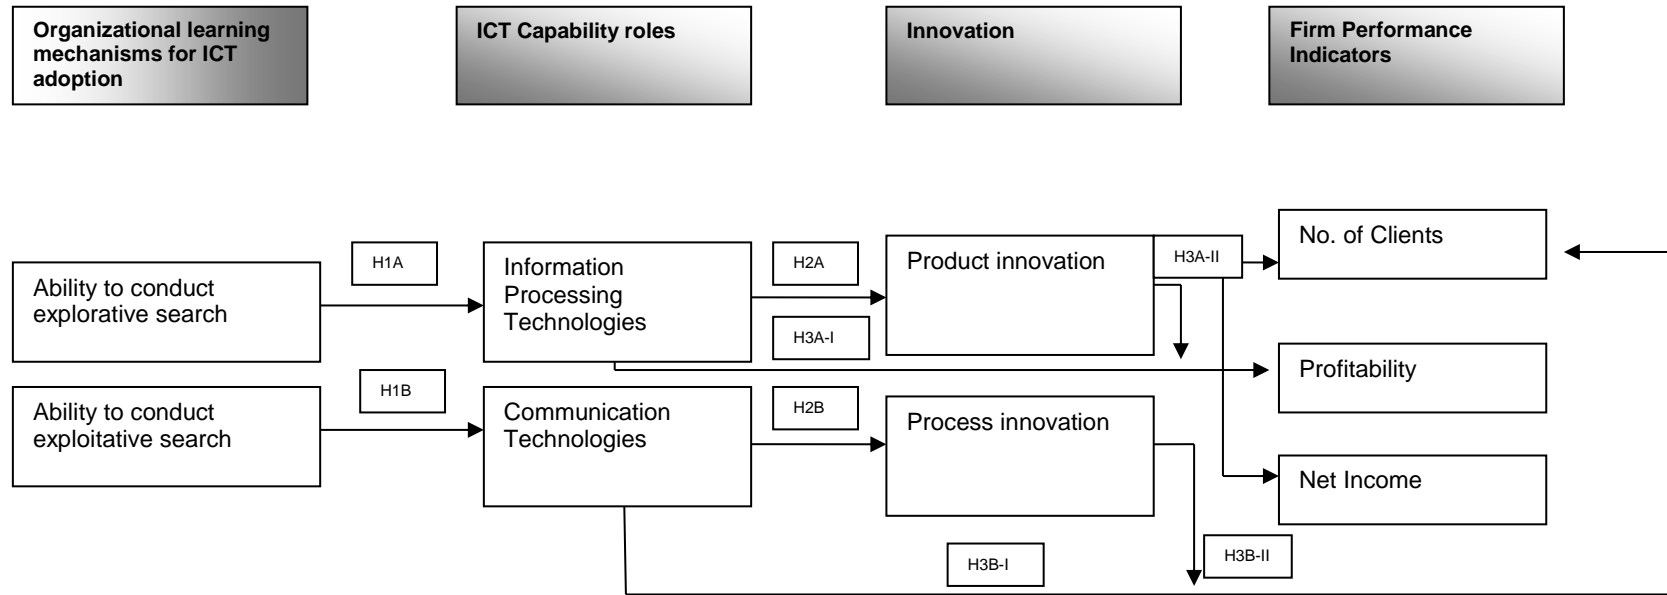 Organizational learning
mechanisms for ICT
adoption
ICT Capability roles
Innovation
Firm Performance
Indicators
H1A
Ability to conduct
explorative search
Information
Processing
Technologies
H2A
H3A-I
Product innovation
H3A-II
No. of Clients
Profitability
H1B
Ability to conduct
exploitative search
Communication
Technologies
H2B
Process innovation
Net Income
H3B-I
H3B-II